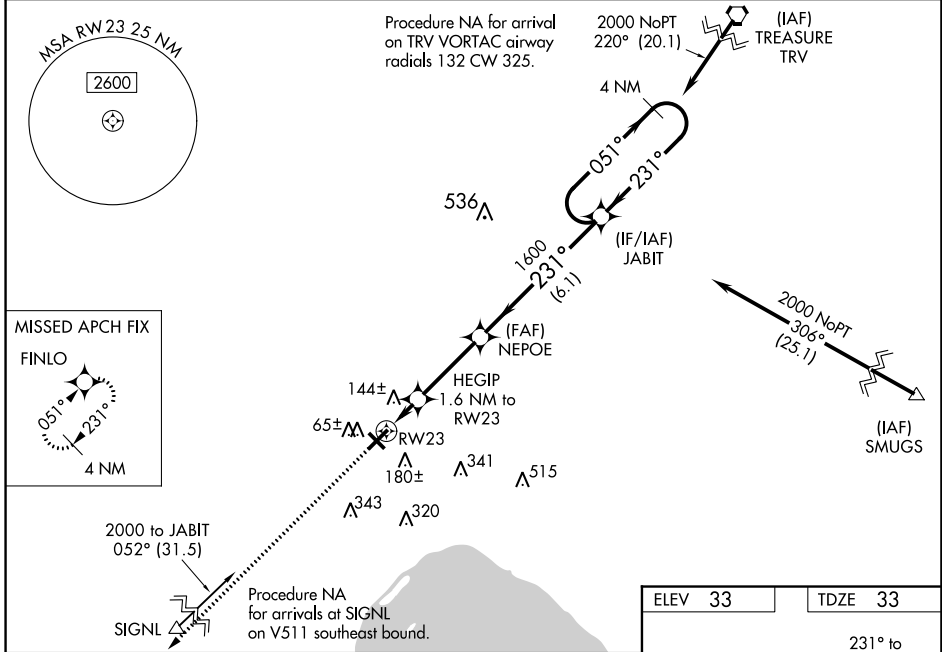 MSA RW 23 25 NM
2600
Procedure NA for arrival
on TRV VORTAC airway
radials 132 CW 325.
2000 NoPT
220° (20.1)
(IAF)
TREASURE
TRV
4 NM
051°
231°
536
(IF/IAF)
JABIT
1600
231°
(6.1)
2000 NoPT
306°
(25.1)
(IAF)
SMUGS
MISSED APCH FIX
FINLO
051°
231°
4 NM
(FAF)
NEPOE
HEGIP
1.6 NM to
RW23
144±
65±
RW23
180±
341
515
343
320
2000 to JABIT
052° (31.5)
SIGNL
Procedure NA
for arrivals at SIGNL
on V511 southeast bound.
ELEV 33
TDZE 33
231° to